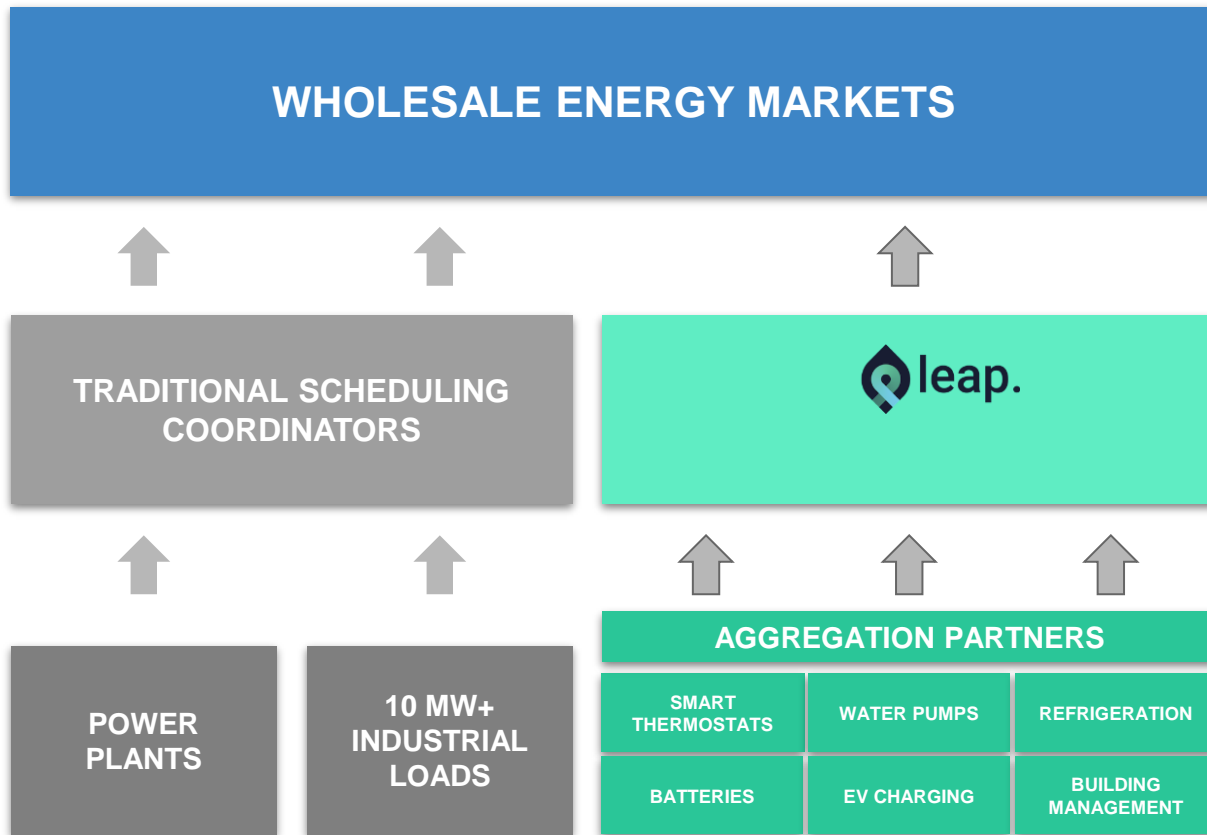 WHOLESALE ENERGY MARKETS
TRADITIONAL SCHEDULING
COORDINATORS
leap.
AGGREGATION PARTNERS
POWER
PLANTS
10 MW+
INDUSTRIAL
LOADS
SMART
THERMOSTATS
WATER PUMPS
REFRIGERATION
BATTERIES
EV CHARGING
BUILDING
MANAGEMENT